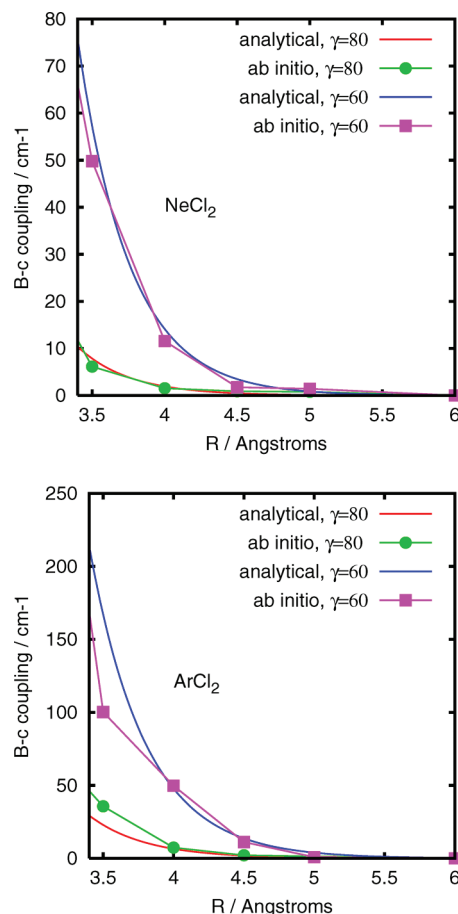 analytical, γ=80
ab initio, γ=80
analytical, γ=60
ab initio, γ=60
NeCl2
B-c coupling / cm-1
80
70
60
50
40
30
20
10
0
3.5 4 4.5 5 5.5 6
R / Angstroms
analytical, γ=80
ab initio, γ=80
analytical, γ=60
ab initio, γ=60
ArCl2
B-c coupling / cm-1
250
200
150
100
50
0
3.5 4 4.5 5 5.5 6
R / Angstroms